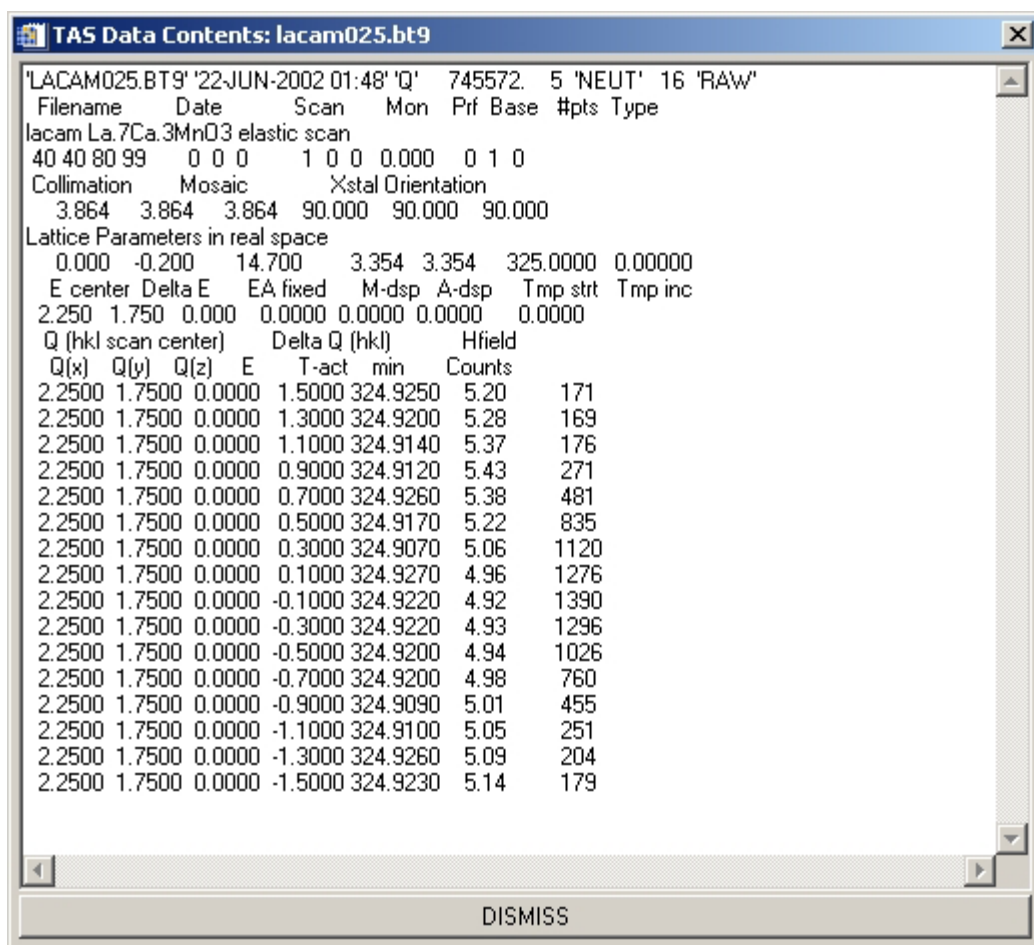 TAS Data Contents: lacam025.bt9
'LACAM025.BT9' '22-JUN-2002 01:48' 'Q' 745572. 5 'NEUT' 16 'RAW'
Filename Date Scan Mon Prf Base #pts Type
lacam La.7Ca.3MnO3 elastic scan
40 40 80 99 0 0 0 1 0 0 0.000 0 1 0
Collimation Mosaic Xstal Orientation
3.864 3.864 3.864 90.000 90.000 90.000
Lattice Parameters in real space
0.000 -0.200 14.700 3.354 3.354 325.0000 0.00000
E center Delta E EA fixed M-dsp A-dsp Tmp strt Tmp inc
2.250 1.750 0.000 0.0000 0.0000 0.0000 0.0000
Q (hkl scan center) Delta Q (hkl) Hfield
Q(x) Q(y) Q(z) E T-act min Counts
2.2500 1.7500 0.0000 1.5000 324.9250 5.20 171
2.2500 1.7500 0.0000 1.3000 324.9200 5.28 169
2.2500 1.7500 0.0000 1.1000 324.9140 5.37 176
2.2500 1.7500 0.0000 0.9000 324.9120 5.43 271
2.2500 1.7500 0.0000 0.7000 324.9260 5.38 481
2.2500 1.7500 0.0000 0.5000 324.9170 5.22 835
2.2500 1.7500 0.0000 0.3000 324.9070 5.06 1120
2.2500 1.7500 0.0000 0.1000 324.9270 4.96 1276
2.2500 1.7500 0.0000 -0.1000 324.9220 4.92 1390
2.2500 1.7500 0.0000 -0.3000 324.9220 4.93 1296
2.2500 1.7500 0.0000 -0.5000 324.9200 4.94 1026
2.2500 1.7500 0.0000 -0.7000 324.9200 4.98 760
2.2500 1.7500 0.0000 -0.9000 324.9090 5.01 455
2.2500 1.7500 0.0000 -1.1000 324.9100 5.05 251
2.2500 1.7500 0.0000 -1.3000 324.9260 5.09 204
2.2500 1.7500 0.0000 -1.5000 324.9230 5.14 179
DISMISS